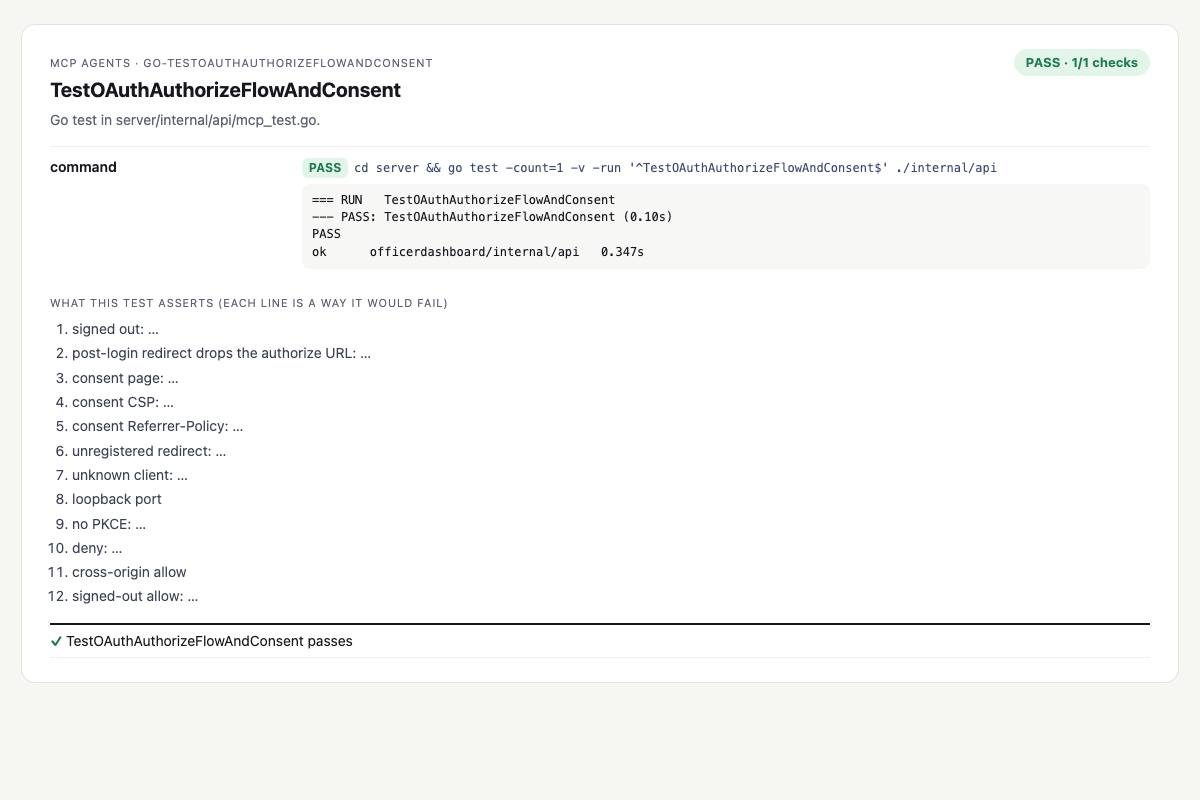 MCP AGENTS · GO-TESTOAUTHAUTHORIZEFLOWANDCONSENT
PASS · 1/1 checks
TestOAuthAuthorizeFlowAndConsent
Go test in server/internal/api/mcp_test.go.
command
PASS cd server && go test -count=1 -v -run '^TestOAuthAuthorizeFlowAndConsent$' ./internal/api
=== RUN   TestOAuthAuthorizeFlowAndConsent
--- PASS: TestOAuthAuthorizeFlowAndConsent (0.10s)
PASS
ok      officerdashboard/internal/api   0.347s
WHAT THIS TEST ASSERTS (EACH LINE IS A WAY IT WOULD FAIL)
1. signed out: …
2. post-login redirect drops the authorize URL: …
3. consent page: …
4. consent CSP: …
5. consent Referrer-Policy: …
6. unregistered redirect: …
7. unknown client: …
8. loopback port
9. no PKCE: …
10. deny: …
11. cross-origin allow
12. signed-out allow: …
✓ TestOAuthAuthorizeFlowAndConsent passes